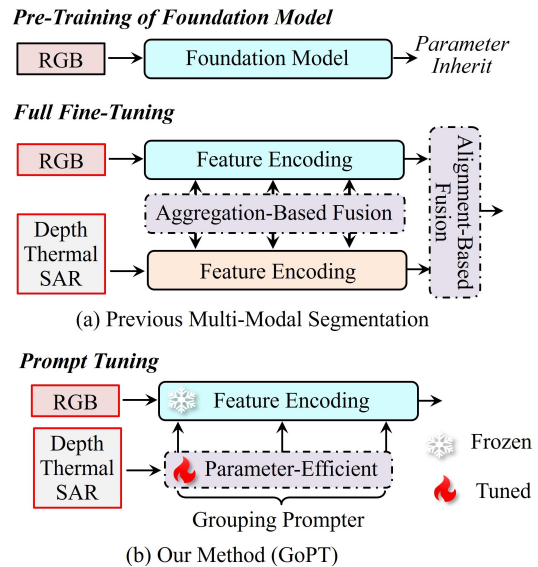 Pre-Training of Foundation Model
RGB
Foundation Model
Parameter
Inherit
Full Fine-Tuning
RGB
Feature Encoding
Aggregation-Based Fusion
Depth
Thermal
SAR
Feature Encoding
Alignment-Based
Fusion
(a) Previous Multi-Modal Segmentation
Prompt Tuning
RGB
Feature Encoding
Depth
Thermal
SAR
Parameter-Efficient
Grouping Prompter
Frozen
Tuned
(b) Our Method (GoPT)